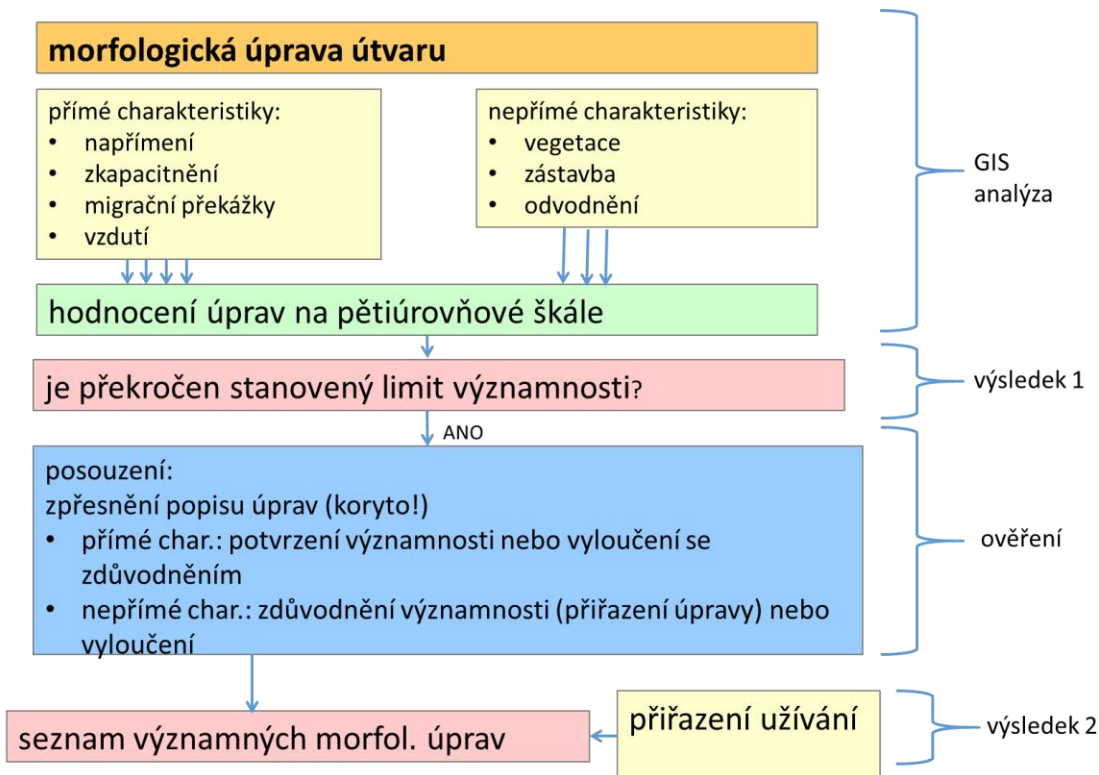 morfologická úprava útvaru
přímé charakteristiky:
• napřímení
• zkapacitnění
• migrační překážky
• vzdutí
nepřímé charakteristiky:
• vegetace
• zástavba
• odvodnění
GIS
analýza
hodnocení úprav na pětiúrovňové škále
je překročen stanovený limit významnosti?
výsledek 1
ANO
posouzení:
zpřesnění popisu úprav (koryto!)
• přímé char.: potvrzení významnosti nebo vyloučení se
zdůvodněním
• nepřímé char.: zdůvodnění významnosti (přiřazení úpravy) nebo
vyloučení
ověření
seznam významných morfol. úprav
přiřazení užívání
výsledek 2